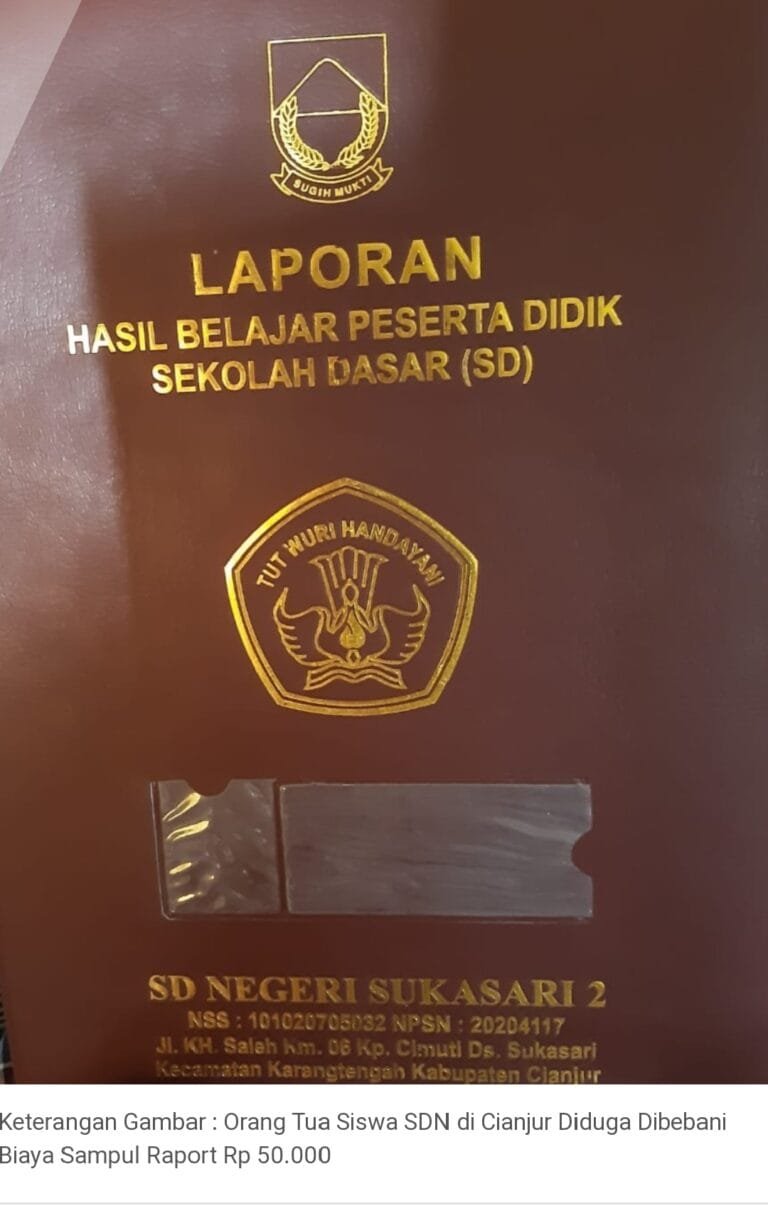 SUGIH MUKTI
LAPORAN
HASIL BELAJAR PESERTA DIDIK
SEKOLAH DASAR (SD)
TUT WURI HANDAYANI
SD NEGERI SUKASARI 2
NSS : 101020705032 NPSN : 20204117
Jl. KH. Saleh Km. 06 Kp. Cimuti Ds. Sukasari
Kecamatan Karangtengah Kabupaten Cianjur
Keterangan Gambar : Orang Tua Siswa SDN di Cianjur Diduga Dibebani
Biaya Sampul Raport Rp 50.000